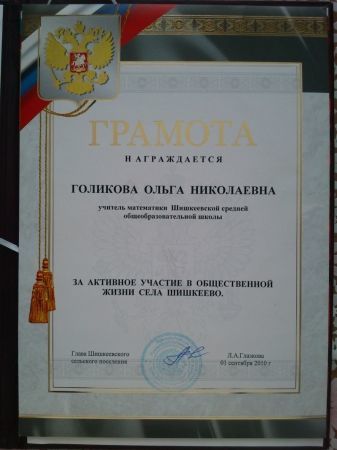 ГРАМОТА
НАГРАЖДАЕТСЯ
ГОЛИКОВА ОЛЬГА НИКОЛАЕВНА
учитель математики Шишкеевской средней
общеобразовательной школы
ЗА АКТИВНОЕ УЧАСТИЕ В ОБЩЕСТВЕННОЙ
ЖИЗНИ СЕЛА ШИШКЕЕВО.
Глава Шишкеевского
сельского поселения
Л.А.Глазкова
01 сентября 2010 г